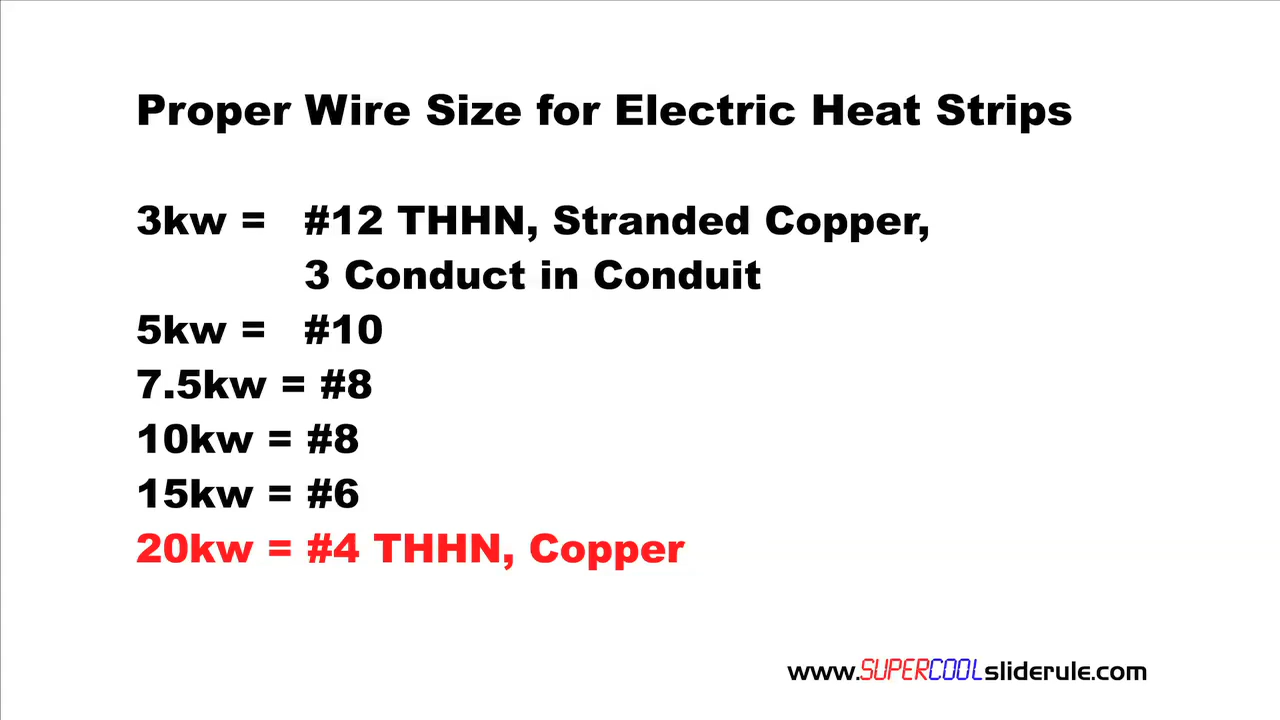 Proper Wire Size for Electric Heat Strips
3kw = #12 THHN, Stranded Copper,
3 Conduct in Conduit
5kw = #10
7.5kw = #8
10kw = #8
15kw = #6
20kw = #4 THHN, Copper
www.SUPERCOOLsliderule.com